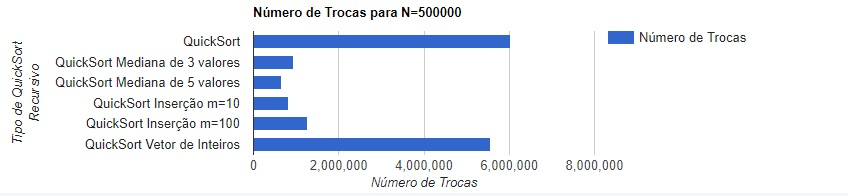 Número de Trocas para N=500000
Tipo de QuickSort
Recursivo
QuickSort
QuickSort Mediana de 3 valores
QuickSort Mediana de 5 valores
QuickSort Inserção m=10
QuickSort Inserção m=100
QuickSort Vetor de Inteiros
Número de Trocas
0 2,000,000 4,000,000 6,000,000 8,000,000
Número de Trocas